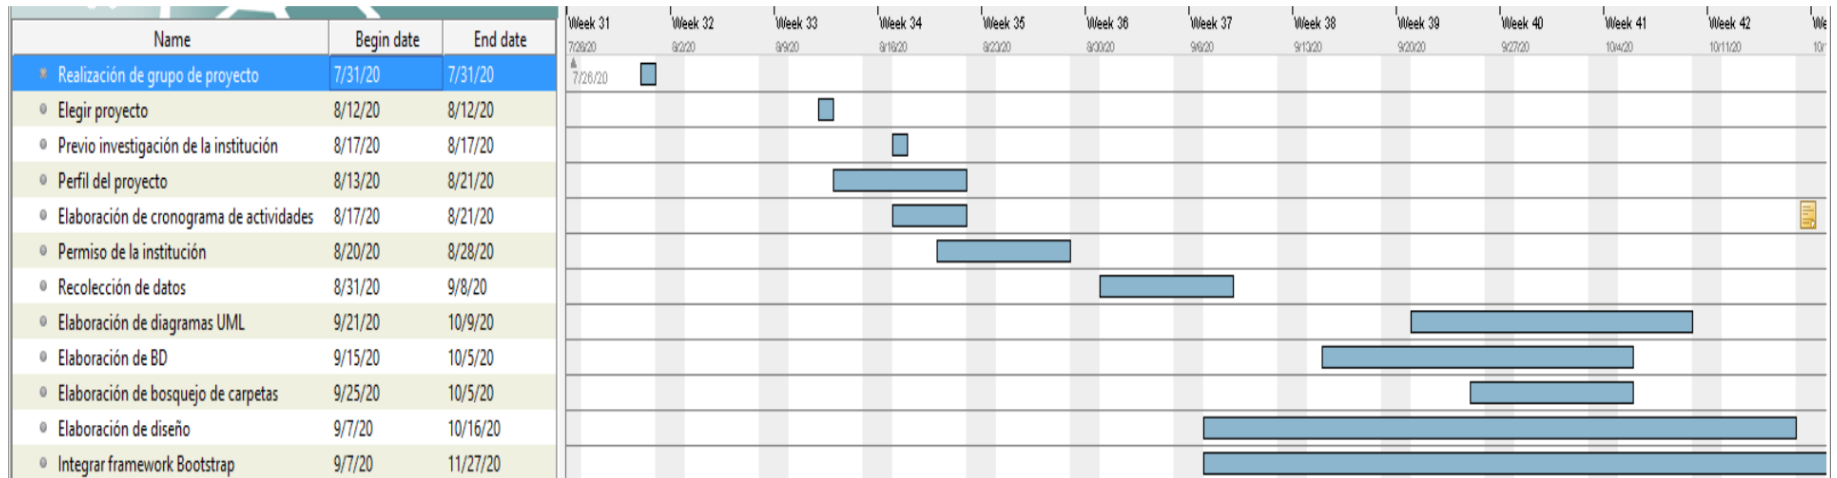 Week 31 Week 32 Week 33 Week 34 Week 35 Week 36 Week 37 Week 38 Week 39 Week 40 Week 41 Week 42 We
Name Begin date End date
7/26/20 8/2/20 8/9/20 8/16/20 8/23/20 8/30/20 9/6/20 9/13/20 9/20/20 9/27/20 10/4/20 10/11/20 10/
Realización de grupo de proyecto 7/31/20 7/31/20 7/26/20
Elegir proyecto 8/12/20 8/12/20
Previo investigación de la institución 8/17/20 8/17/20
Perfil del proyecto 8/13/20 8/21/20
Elaboración de cronograma de actividades 8/17/20 8/21/20
Permiso de la institución 8/20/20 8/28/20
Recolección de datos 8/31/20 9/8/20
Elaboración de diagramas UML 9/21/20 10/9/20
Elaboración de BD 9/15/20 10/5/20
Elaboración de bosquejo de carpetas 9/25/20 10/5/20
Elaboración de diseño 9/7/20 10/16/20
Integrar framework Bootstrap 9/7/20 11/27/20